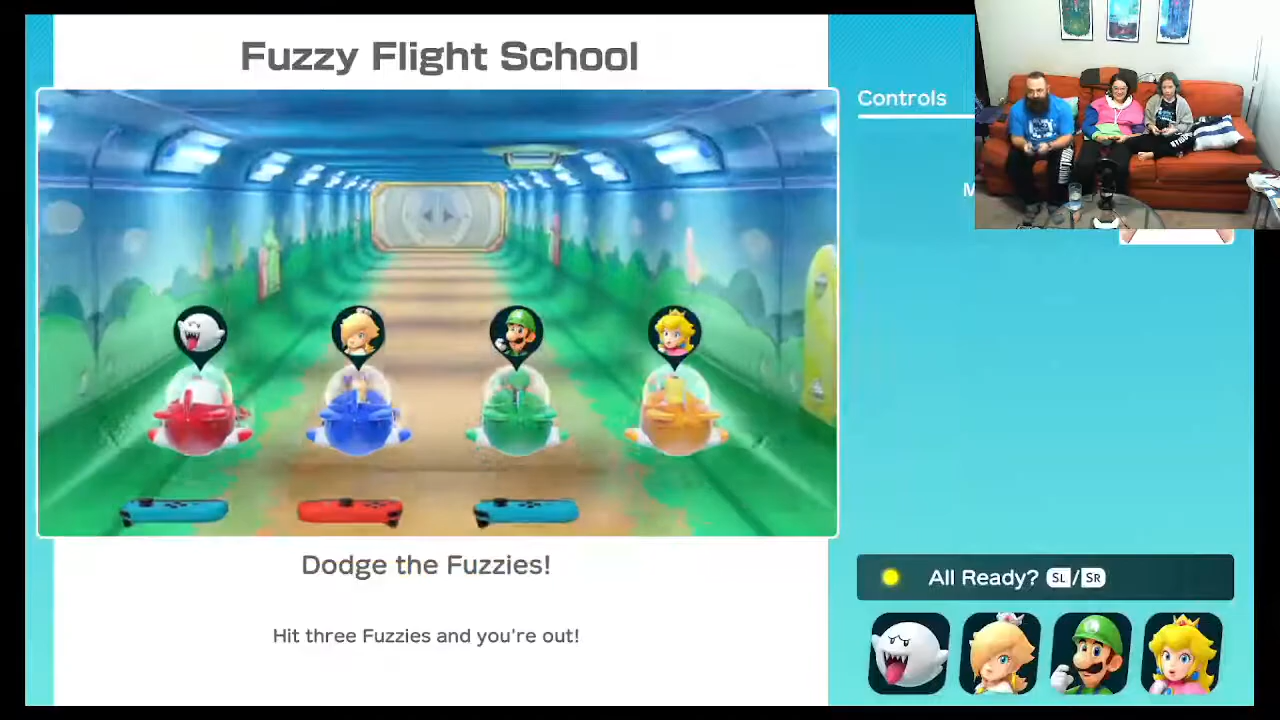 Fuzzy Flight School
Controls
M
Dodge the Fuzzies!
Hit three Fuzzies and you're out!
All Ready? SL/SR